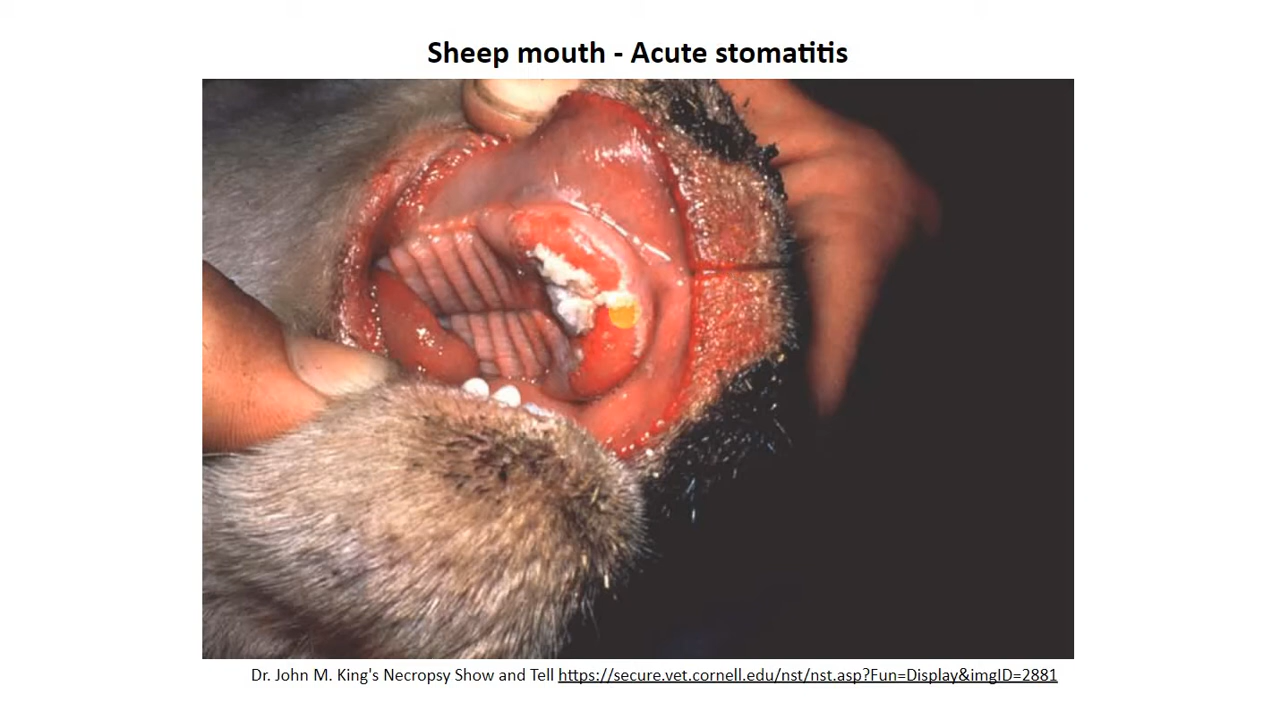 Sheep mouth - Acute stomatitis
Dr. John M. King's Necropsy Show and Tell https://secure.vet.cornell.edu/nst/nst.asp?Fun=Display&imgID=2881